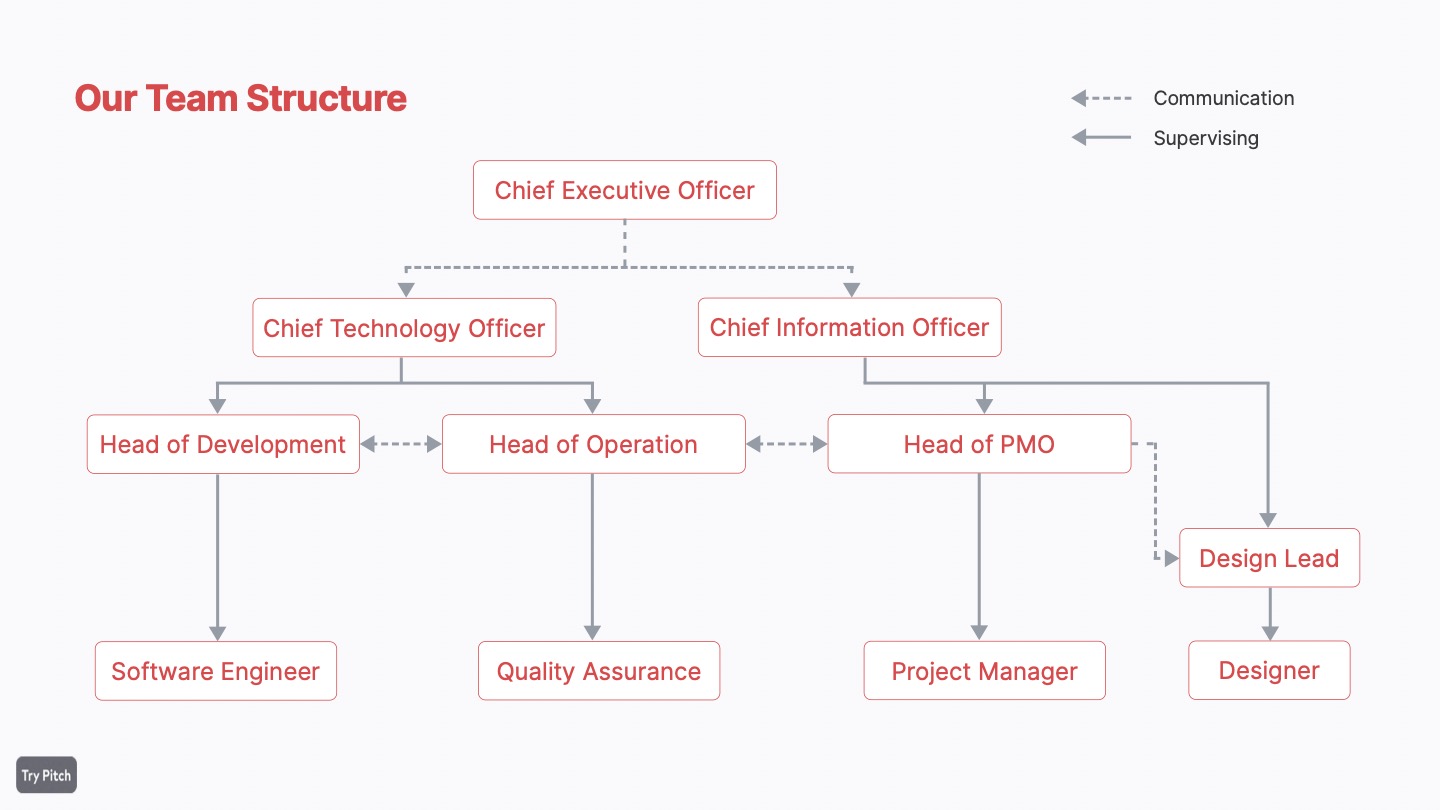 Our Team Structure
Communication
Supervising
Chief Executive Officer
Chief Technology Officer
Chief Information Officer
Head of Development
Head of Operation
Head of PMO
Design Lead
Software Engineer
Quality Assurance
Project Manager
Designer
Try Pitch